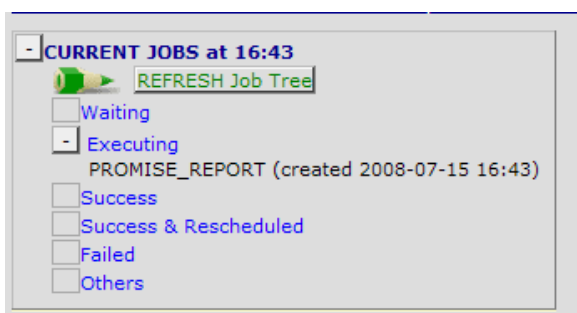 CURRENT JOBS at 16:43
REFRESH Job Tree
Waiting
Executing
PROMISE_REPORT (created 2008-07-15 16:43)
Success
Success & Rescheduled
Failed
Others